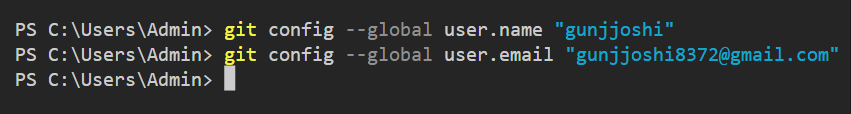 PS C:\Users\Admin> git config --global user.name "gunjjoshi"
PS C:\Users\Admin> git config --global user.email "gunjjoshi8372@gmail.com"
PS C:\Users\Admin>